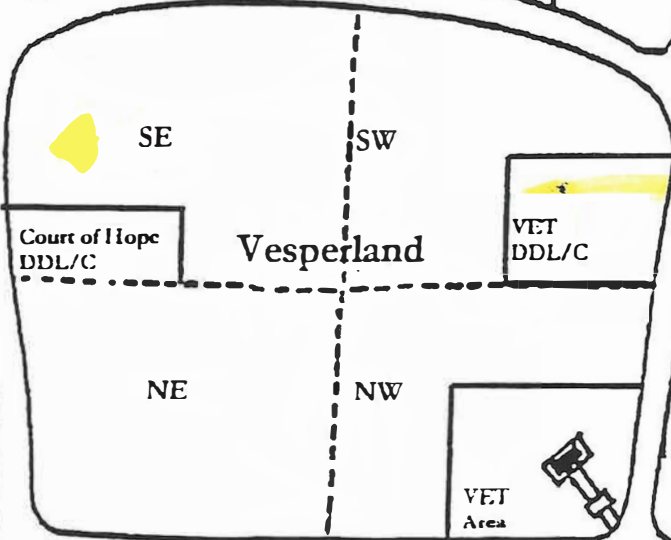 SE
SW
Court of Hope
DDL/C
Vesperland
VET
DDL/C
NE
NW
VET
Area